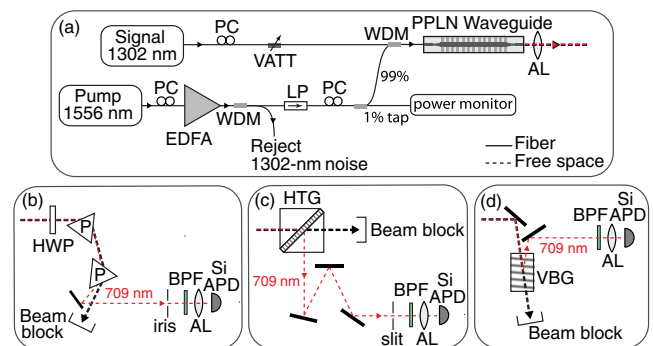 (a)
Signal
1302 nm
PC
VATT
WDM
PPLN Waveguide
AL
99%
Pump
1556 nm
PC
EDFA
WDM
LP
PC
1% tap
power monitor
Reject
1302-nm noise
Fiber
Free space
(b)
HWP
P
P
709 nm
Beam
block
iris
BPF
AL
Si
APD
(c)
HTG
Beam block
709 nm
slit
BPF
AL
Si
APD
(d)
709 nm
VBG
BPF
AL
Si
APD
Beam block